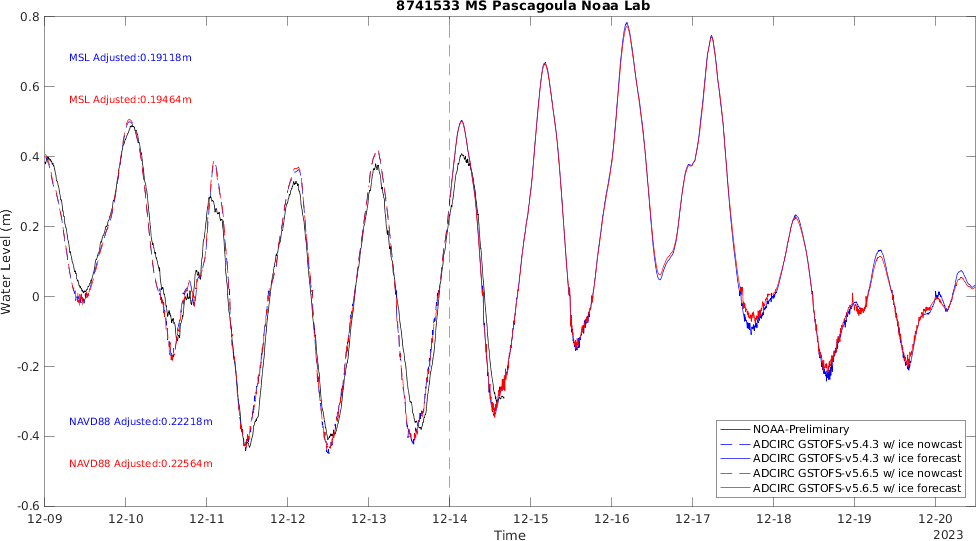 8741533 MS Pascagoula Noaa Lab
0.8
MSL Adjusted:0.19118m
0.6
MSL Adjusted:0.19464m
0.4
0.2
Water Level (m)
0
-0.2
NAVD88 Adjusted:0.22218m
-0.4
NAVD88 Adjusted:0.22564m
-0.6
NOAA-Preliminary
ADCIRC GSTOFS-v5.4.3 w/ ice nowcast
ADCIRC GSTOFS-v5.4.3 w/ ice forecast
ADCIRC GSTOFS-v5.6.5 w/ ice nowcast
ADCIRC GSTOFS-v5.6.5 w/ ice forecast
12-09 12-10 12-11 12-12 12-13 12-14 12-15 12-16 12-17 12-18 12-19 12-20
2023
Time